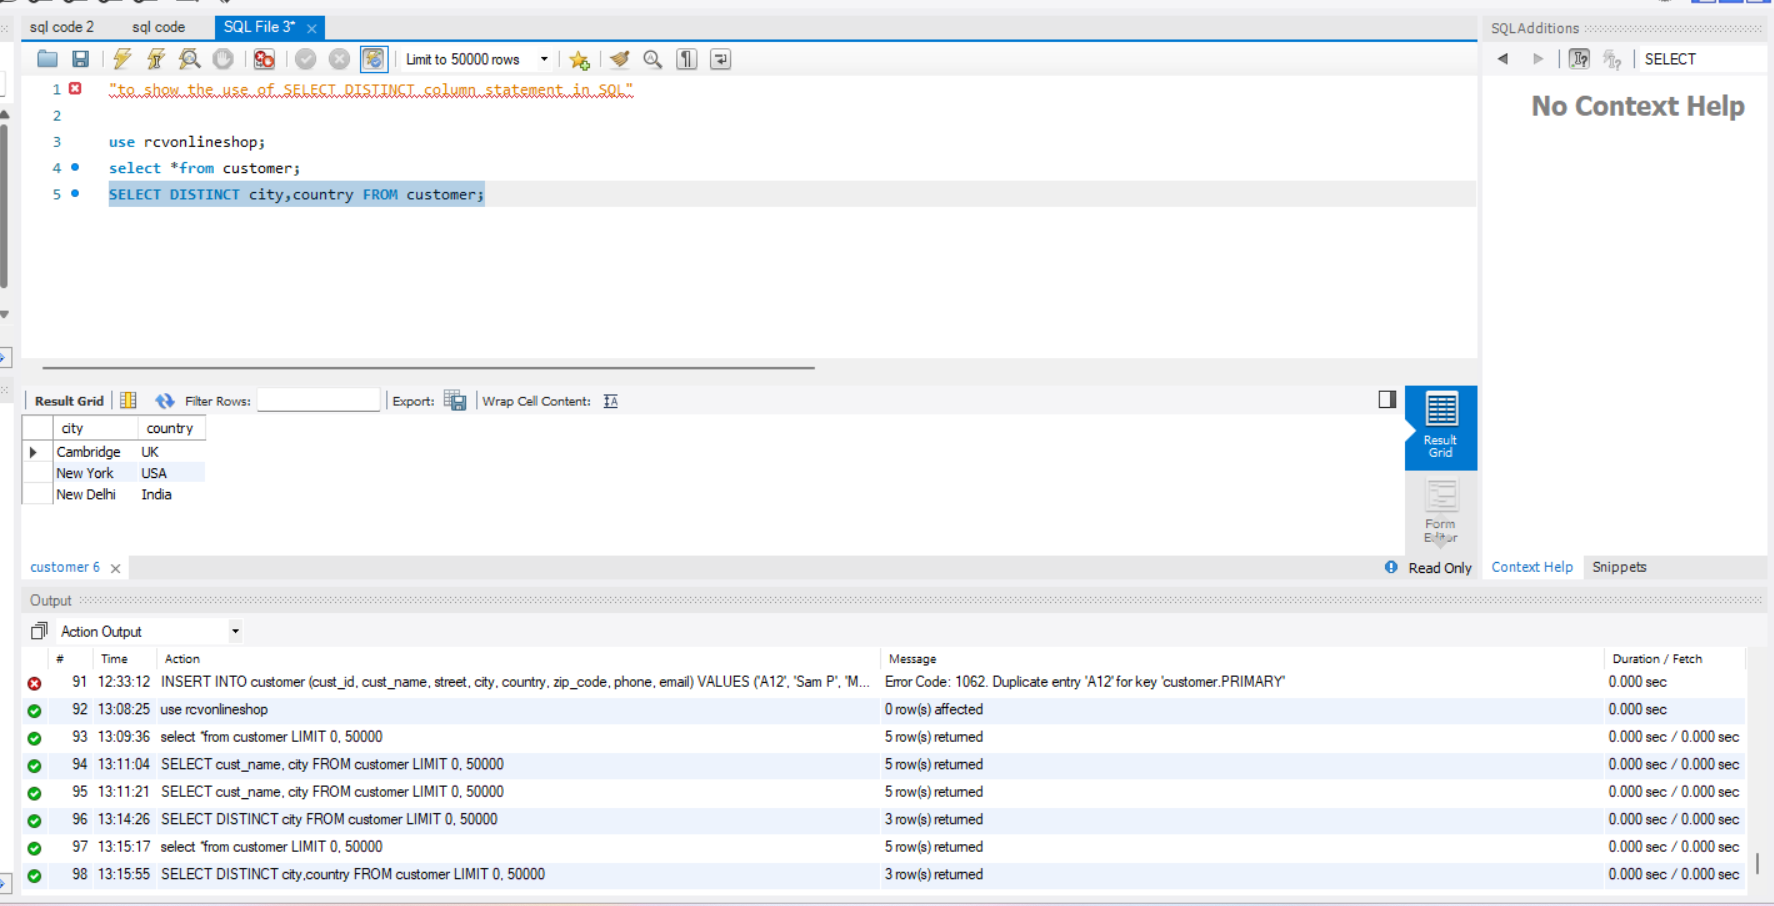 sql code 2 sql code SQL File 3* ×
SQLAdditions
Limit to 50000 rows
SELECT
1 "to show the use of SELECT DISTINCT column statement in SQL"
No Context Help
2
3 use rcvonlineshop;
4 select *from customer;
5 SELECT DISTINCT city,country FROM customer;
Result Grid Filter Rows: Export: Wrap Cell Content:
city country
Cambridge UK
New York USA
New Delhi India
Result
Grid
Form
Editor
customer 6 × Read Only Context Help Snippets
Output
Action Output
# Time Action Message Duration / Fetch
91 12:33:12 INSERT INTO customer (cust_id, cust_name, street, city, country, zip_code, phone, email) VALUES ('A12', 'Sam P', 'M... Error Code: 1062. Duplicate entry 'A12' for key 'customer.PRIMARY' 0.000 sec
92 13:08:25 use rcvonlineshop 0 row(s) affected 0.000 sec
93 13:09:36 select *from customer LIMIT 0, 50000 5 row(s) returned 0.000 sec / 0.000 sec
94 13:11:04 SELECT cust_name, city FROM customer LIMIT 0, 50000 5 row(s) returned 0.000 sec / 0.000 sec
95 13:11:21 SELECT cust_name, city FROM customer LIMIT 0, 50000 5 row(s) returned 0.000 sec / 0.000 sec
96 13:14:26 SELECT DISTINCT city FROM customer LIMIT 0, 50000 3 row(s) returned 0.000 sec / 0.000 sec
97 13:15:17 select *from customer LIMIT 0, 50000 5 row(s) returned 0.000 sec / 0.000 sec
98 13:15:55 SELECT DISTINCT city,country FROM customer LIMIT 0, 50000 3 row(s) returned 0.000 sec / 0.000 sec